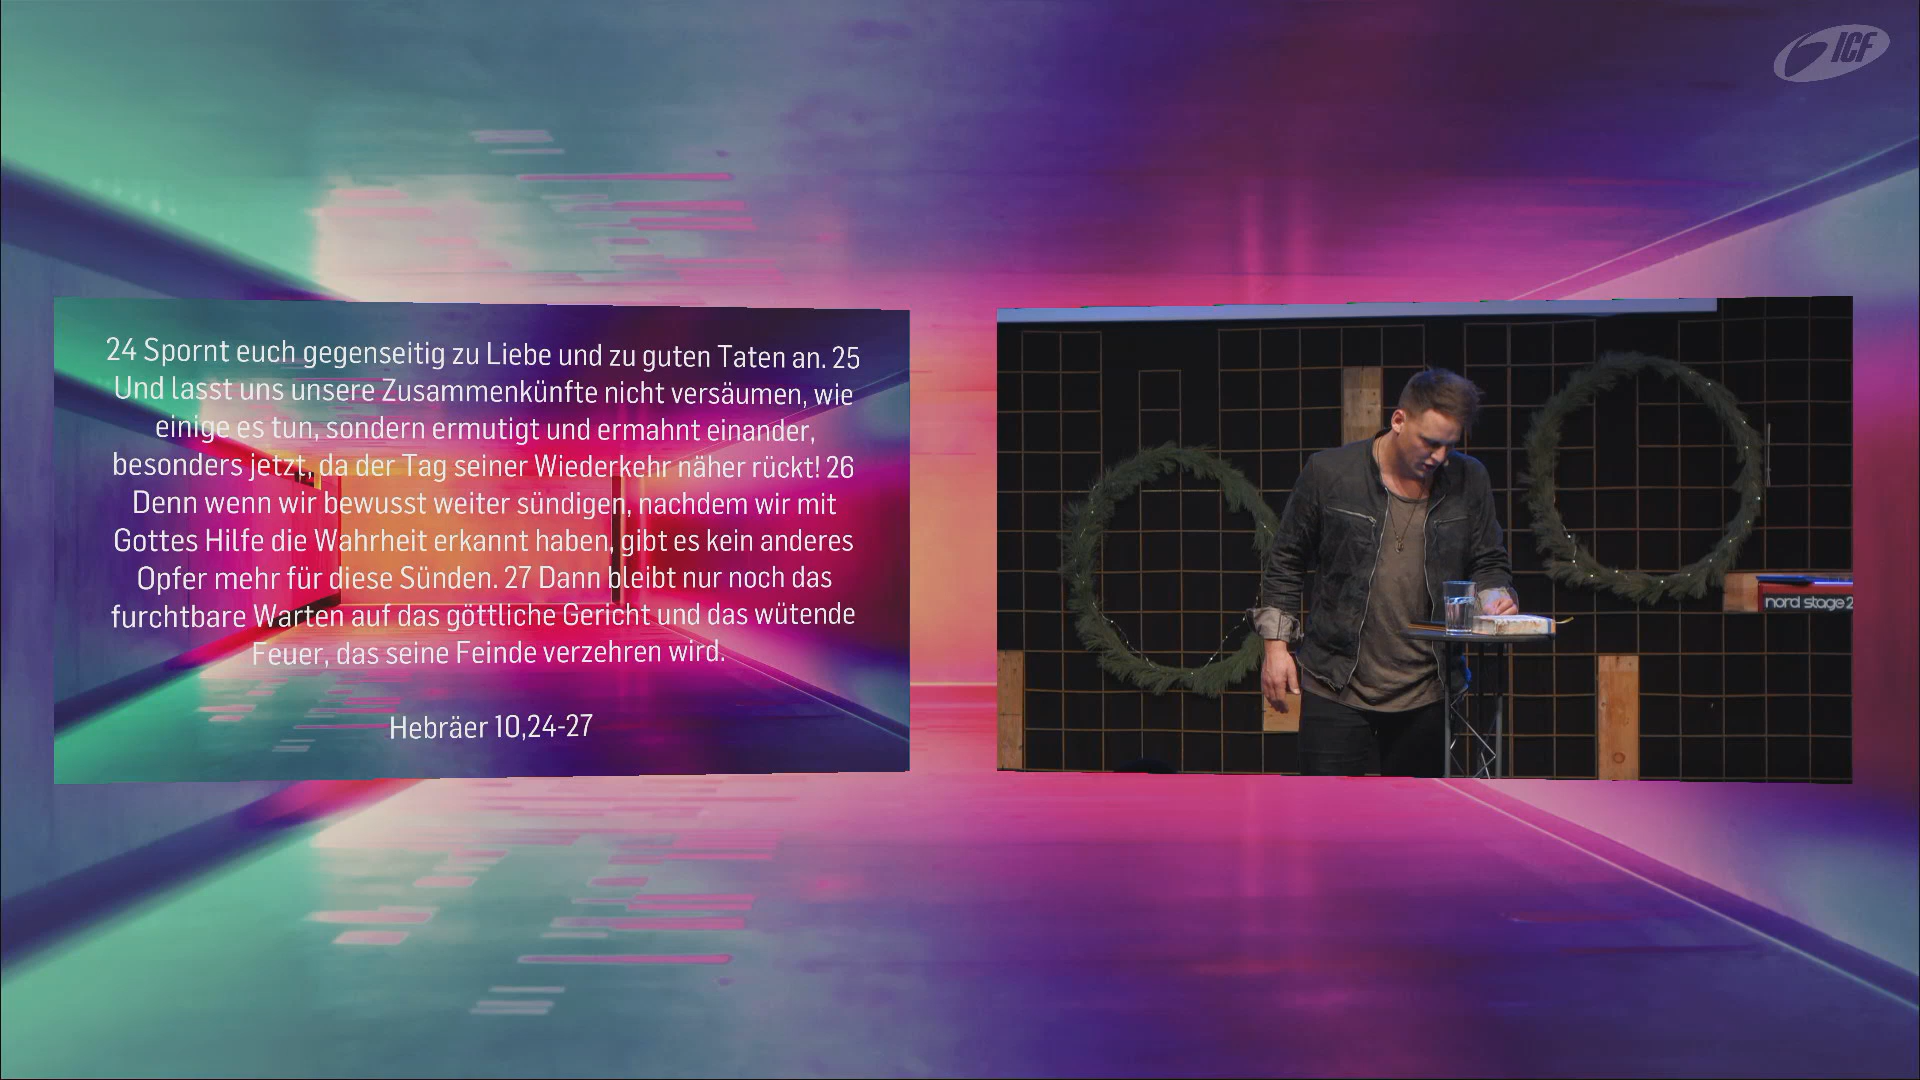 ICF
24 Spornt euch gegenseitig zu Liebe und zu guten Taten an. 25
Und lasst uns unsere Zusammenkünfte nicht versäumen, wie
einige es tun, sondern ermutigt und ermahnt einander,
besonders jetzt, da der Tag seiner Wiederkehr näher rückt! 26
Denn wenn wir bewusst weiter sündigen, nachdem wir mit
Gottes Hilfe die Wahrheit erkannt haben, gibt es kein anderes
Opfer mehr für diese Sünden. 27 Dann bleibt nur noch das
furchtbare Warten auf das göttliche Gericht und das wütende
Feuer, das seine Feinde verzehren wird.
Hebräer 10,24-27
nord stage 2